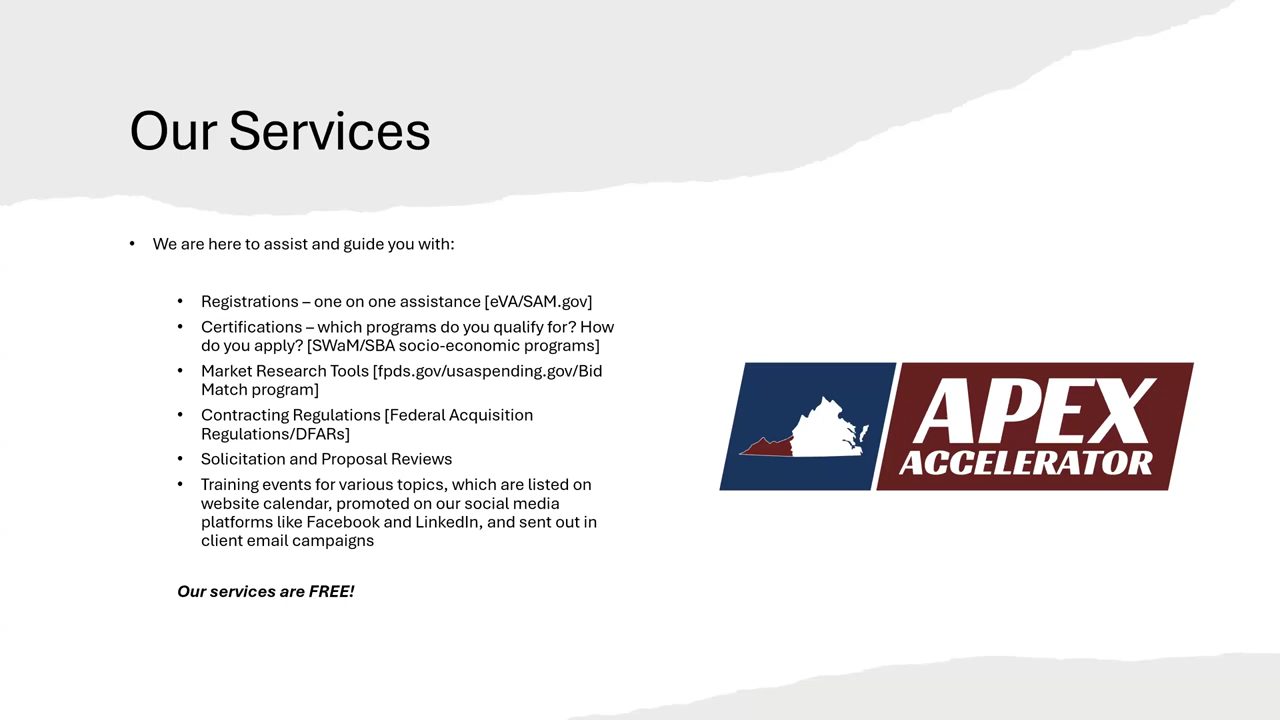 Our Services
• We are here to assist and guide you with:
• Registrations – one on one assistance [eVA/SAM.gov]
• Certifications – which programs do you qualify for? How
do you apply? [SWaM/SBA socio-economic programs]
• Market Research Tools [fpds.gov/usaspending.gov/Bid
Match program]
• Contracting Regulations [Federal Acquisition
Regulations/DFARs]
• Solicitation and Proposal Reviews
• Training events for various topics, which are listed on
website calendar, promoted on our social media
platforms like Facebook and LinkedIn, and sent out in
client email campaigns
Our services are FREE!
APEX
ACCELERATOR